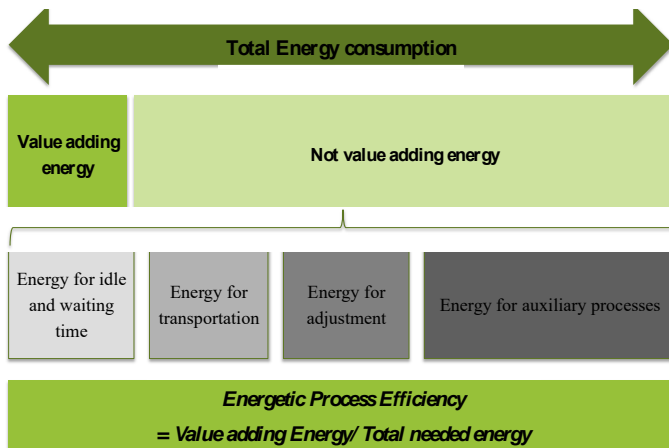 Total Energy consumption
Value adding
energy
Not value adding energy
Energy for idle
and waiting
time
Energy for
transportation
Energy for
adjustment
Energy for auxiliary processes
Energetic Process Efficiency
= Value adding Energy/ Total needed energy